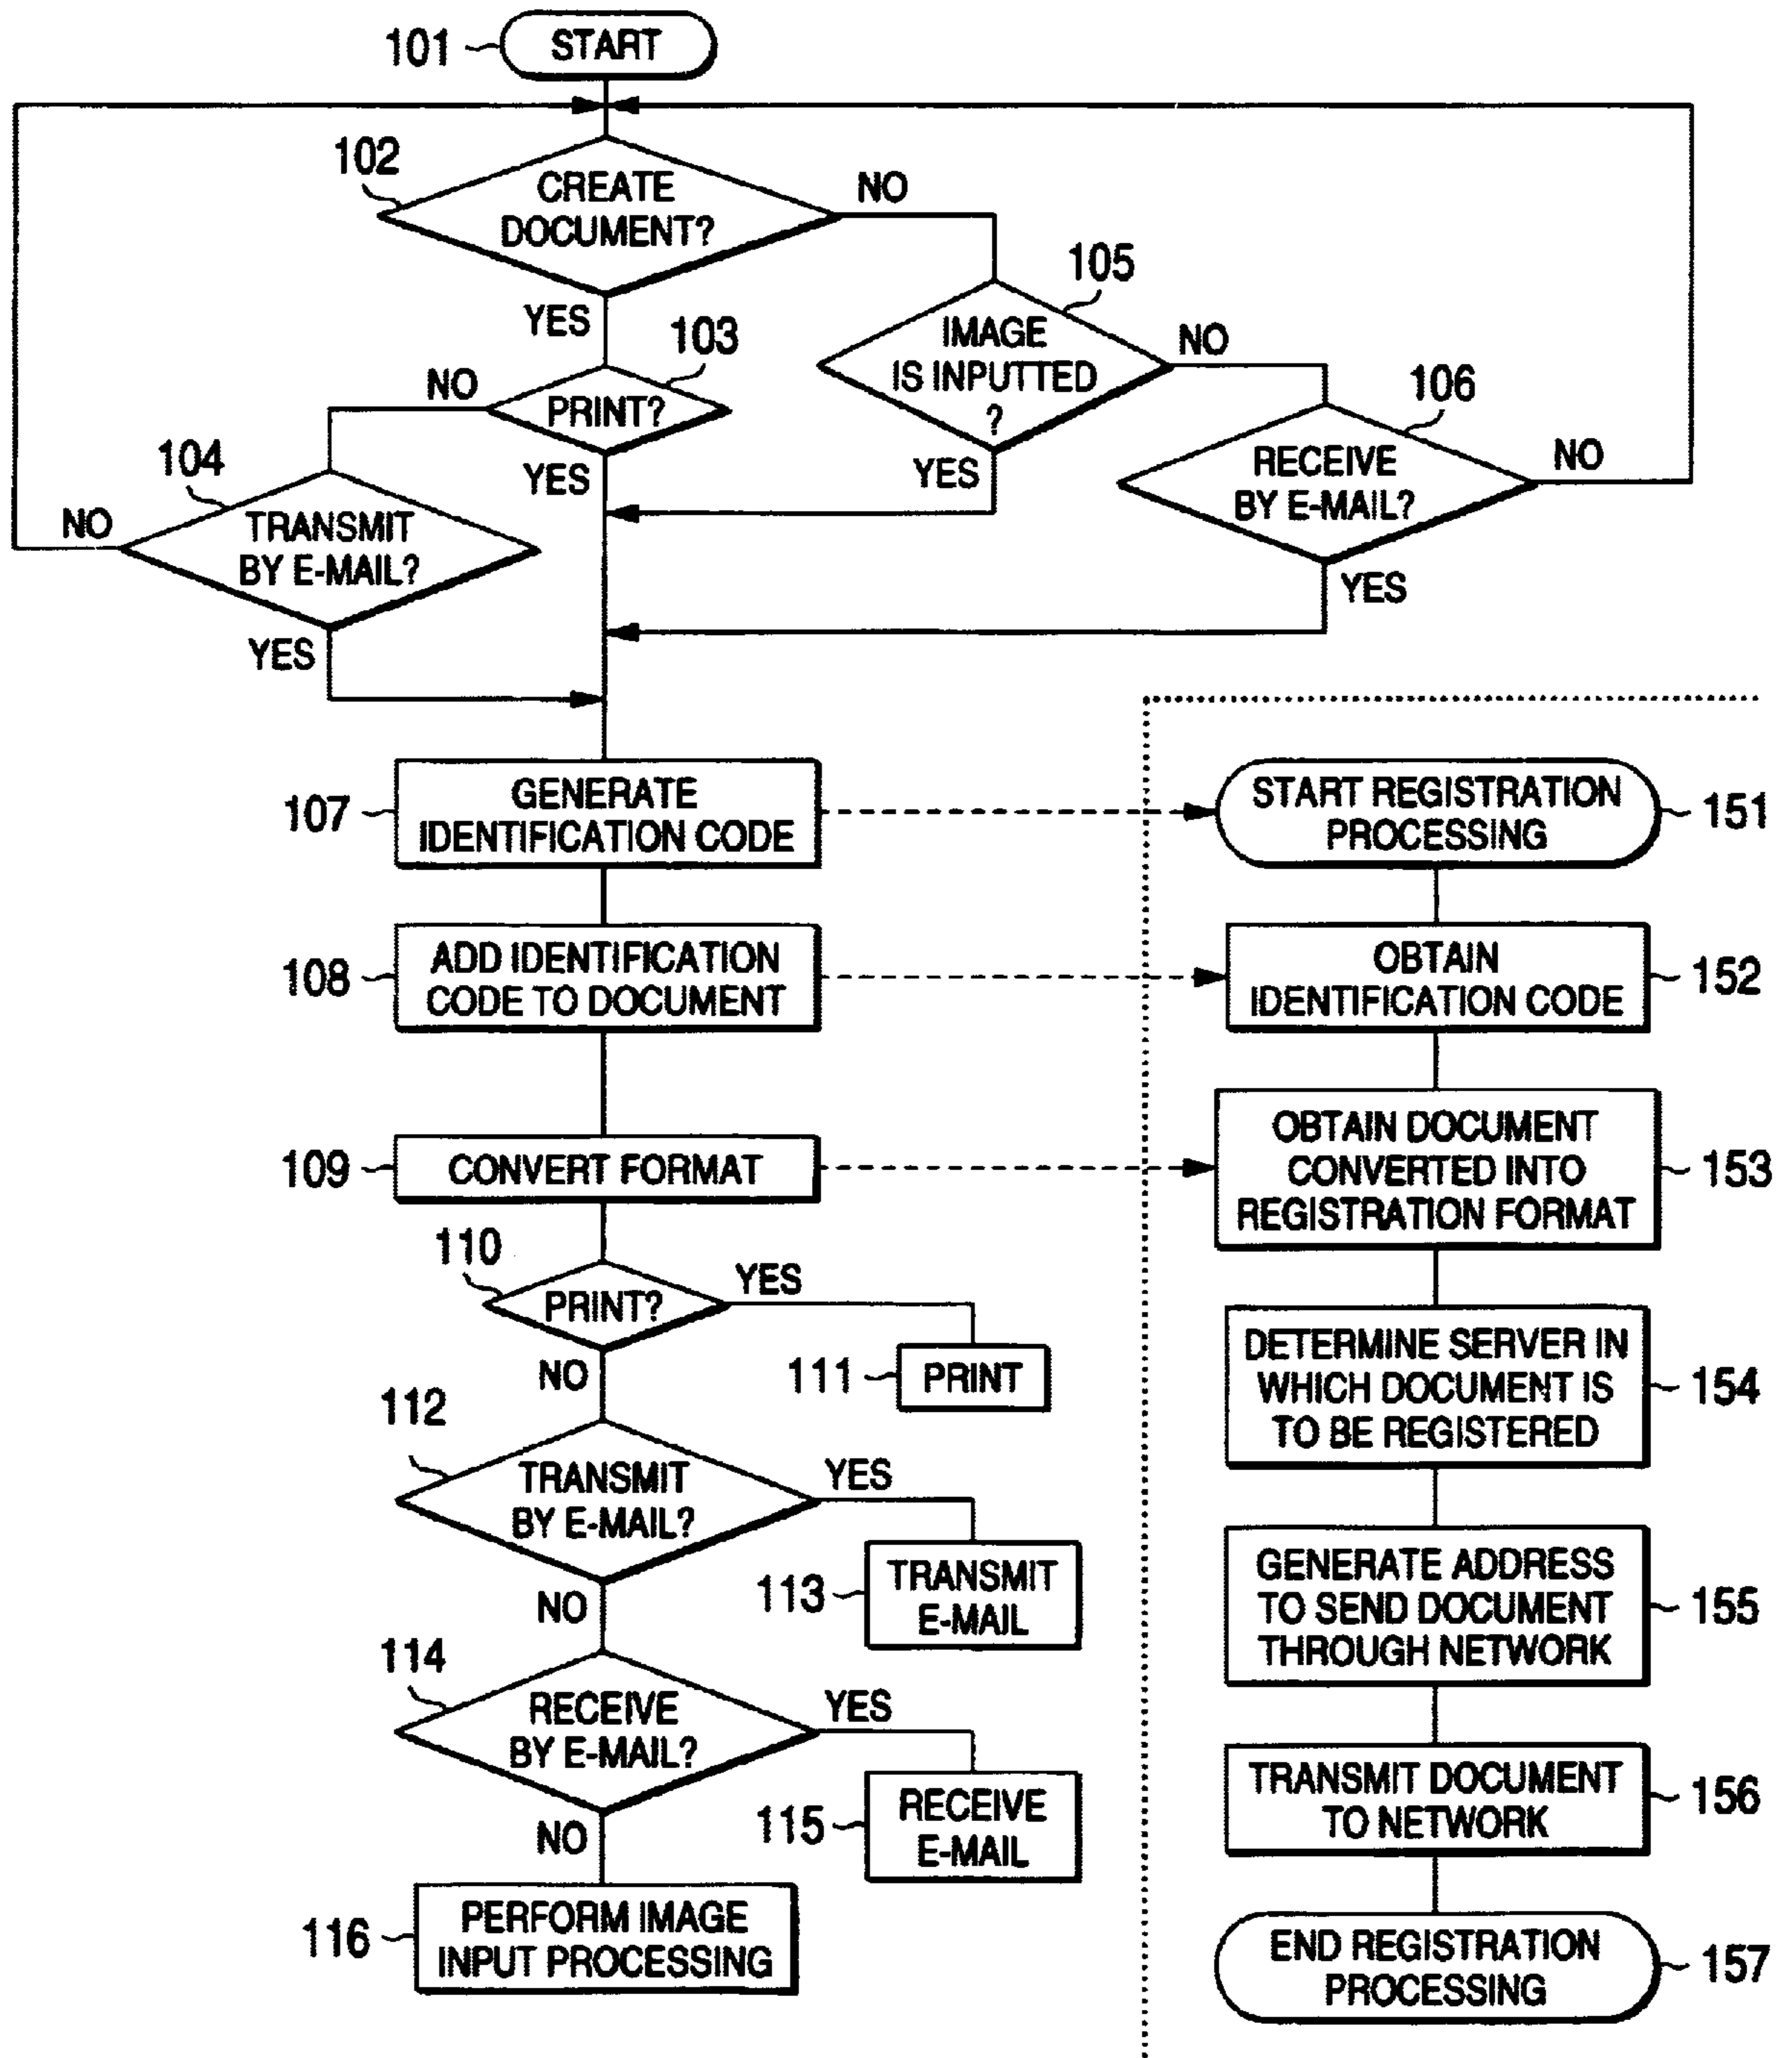 101
START
102
CREATE
DOCUMENT?
NO
YES
105
IMAGE
IS INPUTTED
?
NO
YES
103
PRINT?
NO
YES
106
RECEIVE
BY E-MAIL?
NO
YES
104
TRANSMIT
BY E-MAIL?
NO
YES
107
GENERATE
IDENTIFICATION CODE
108
ADD IDENTIFICATION
CODE TO DOCUMENT
109
CONVERT FORMAT
110
PRINT?
YES
NO
111
PRINT
112
TRANSMIT
BY E-MAIL?
YES
NO
113
TRANSMIT
E-MAIL
114
RECEIVE
BY E-MAIL?
YES
NO
115
RECEIVE
E-MAIL
116
PERFORM IMAGE
INPUT PROCESSING
START REGISTRATION
PROCESSING
151
OBTAIN
IDENTIFICATION CODE
152
OBTAIN DOCUMENT
CONVERTED INTO
REGISTRATION FORMAT
153
DETERMINE SERVER IN
WHICH DOCUMENT IS
TO BE REGISTERED
154
GENERATE ADDRESS
TO SEND DOCUMENT
THROUGH NETWORK
155
TRANSMIT DOCUMENT
TO NETWORK
156
END REGISTRATION
PROCESSING
157